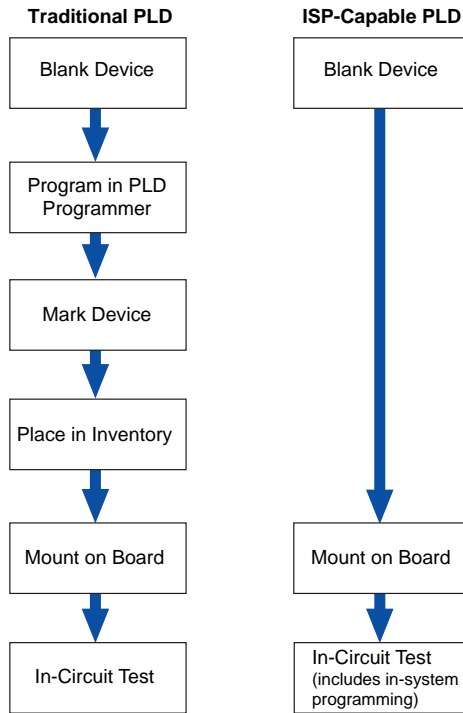 Traditional PLD
Blank Device
Program in PLD
Programmer
Mark Device
Place in Inventory
Mount on Board
In-Circuit Test
ISP-Capable PLD
Blank Device
Mount on Board
In-Circuit Test
(includes in-system
programming)